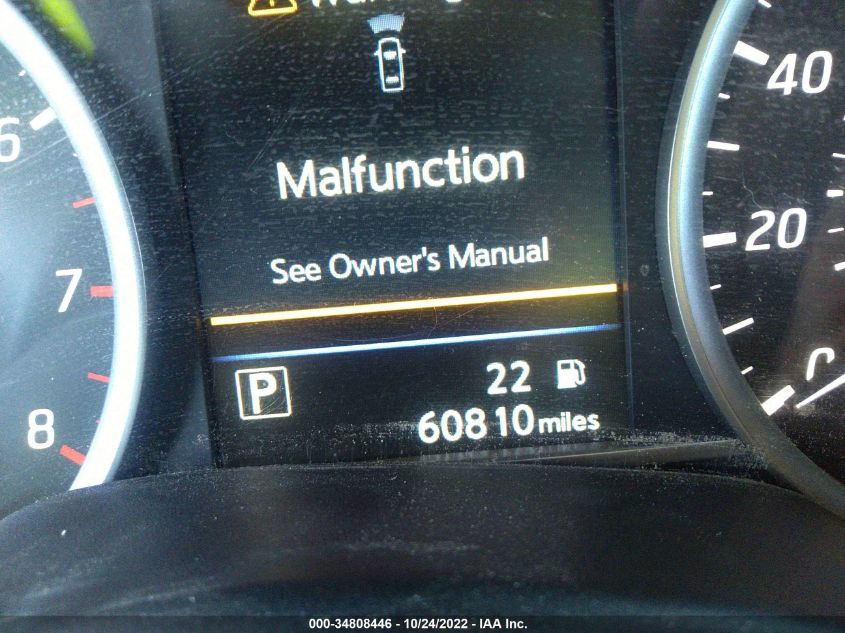 Malfunction
See Owner's Manual
P
22
60810 miles
6
7
8
40
20
000-34808446 - 10/24/2022 - IAA Inc.